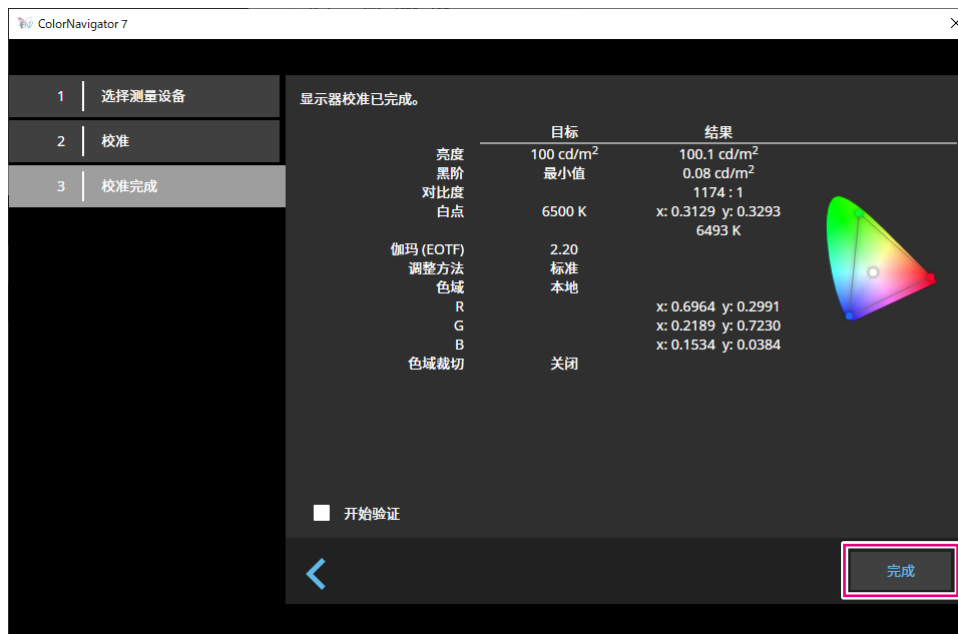 ColorNavigator 7
1 选择测量设备
2 校准
3 校准完成
显示器校准已完成。
目标 结果
亮度 100 cd/m² 100.1 cd/m²
黑阶 最小值 0.08 cd/m²
对比度 1174 : 1
白点 6500 K x: 0.3129 y: 0.3293
6493 K
伽玛 (EOTF) 2.20
调整方法 标准
色域 本地
R x: 0.6964 y: 0.2991
G x: 0.2189 y: 0.7230
B x: 0.1534 y: 0.0384
色域裁切 关闭
开始验证
完成